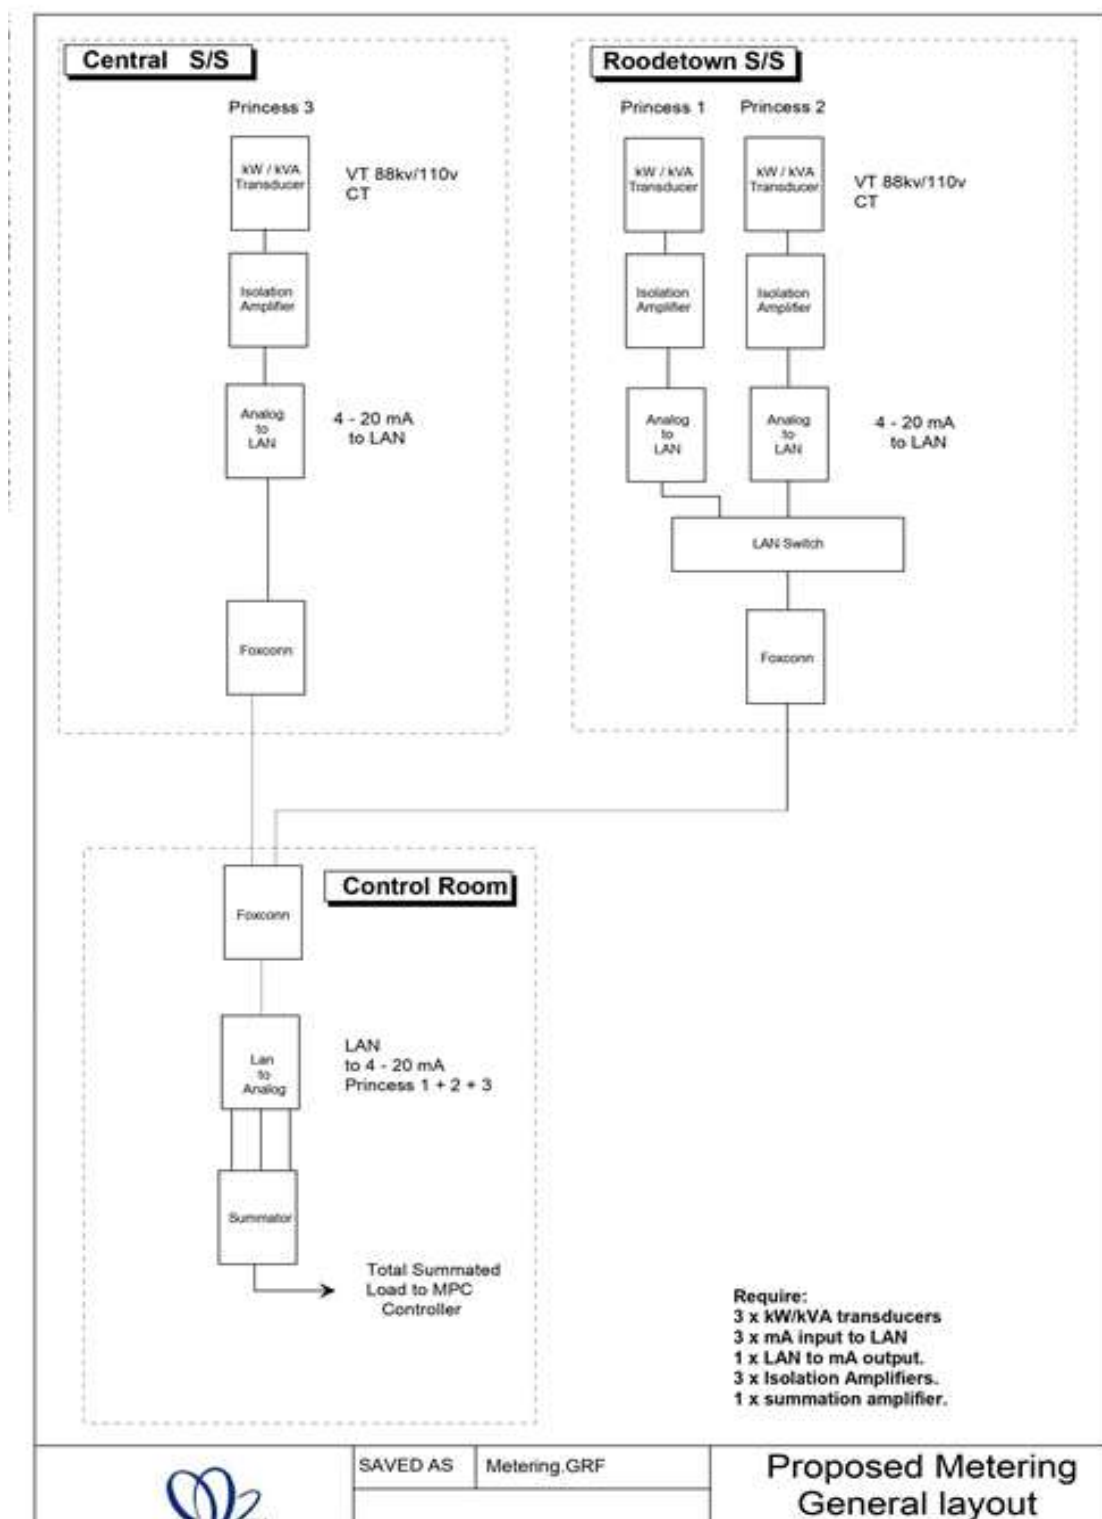 Central S/S
Princess 3
kW / kVA
Transducer
VT 88kv/110v
CT
Isolation
Amplifier
Analog
to
LAN
4 - 20 mA
to LAN
Foxconn
Roodetown S/S
Princess 1
Princess 2
kW / kVA
Transducer
kW / kVA
Transducer
VT 88kv/110v
CT
Isolation
Amplifier
Isolation
Amplifier
Analog
to
LAN
Analog
to
LAN
4 - 20 mA
to LAN
LAN Switch
Foxconn
Control Room
Foxconn
Lan
to
Analog
LAN
to 4 - 20 mA
Princess 1 + 2 + 3
Summator
Total Summated
Load to MPC
Controller
Require:
3 x kW/kVA transducers
3 x mA input to LAN
1 x LAN to mA output.
3 x Isolation Amplifiers.
1 x summation amplifier.
SAVED AS
Metering.GRF
Proposed Metering
General layout